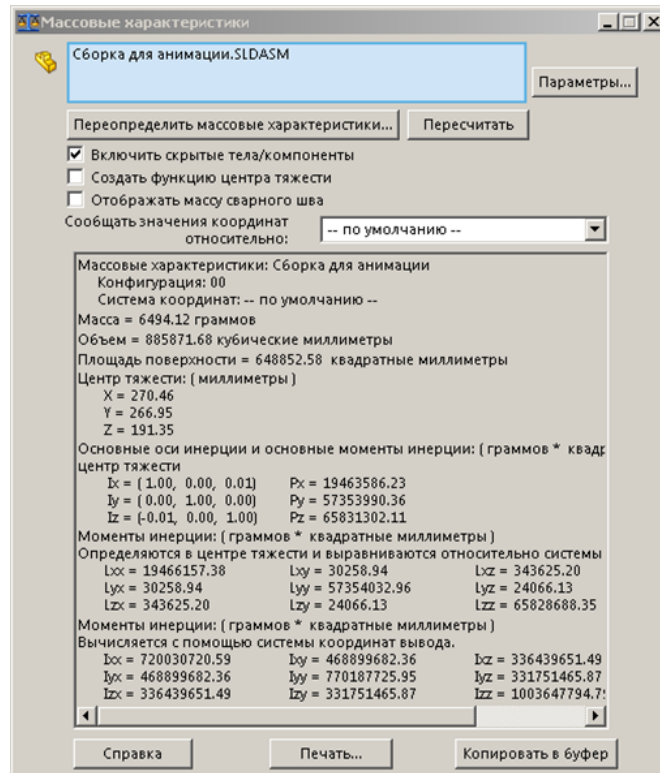 Массовые характеристики
Сборка для анимации.SLDASM
Параметры...
Переопределить массовые характеристики...
Пересчитать
Включить скрытые тела/компоненты
Создать функцию центра тяжести
Отображать массу сварного шва
Сообщать значения координат относительно:
-- по умолчанию --
Массовые характеристики: Сборка для анимации
Конфигурация: 00
Система координат: -- по умолчанию --
Масса = 6494.12 граммов
Объем = 885871.68 кубические миллиметры
Площадь поверхности = 648852.58 квадратные миллиметры
Центр тяжести: ( миллиметры )
X = 270.46
Y = 266.95
Z = 191.35
Основные оси инерции и основные моменты инерции: ( граммов * квадр
центр тяжести
Ix = ( 1.00, 0.00, 0.01) Px = 19463586.23
Iy = ( 0.00, 1.00, 0.00) Py = 57353990.36
Iz = (-0.01, 0.00, 1.00) Pz = 65831302.11
Моменты инерции: ( граммов * квадратные миллиметры )
Определяются в центре тяжести и выравниваются относительно системы
Lxx = 19466157.38 Lxy = 30258.94 Lxz = 343625.20
Lyx = 30258.94 Lyy = 57354032.96 Lyz = 24066.13
Lzx = 343625.20 Lzy = 24066.13 Lzz = 65828688.35
Моменты инерции: ( граммов * квадратные миллиметры )
Вычисляется с помощью системы координат вывода.
Ixx = 720030720.59 Ixy = 468899682.36 Ixz = 336439651.49
Iyx = 468899682.36 Iyy = 770187725.95 Iyz = 331751465.87
Izx = 336439651.49 Izy = 331751465.87 Izz = 1003647794.7
Справка
Печать...
Копировать в буфер